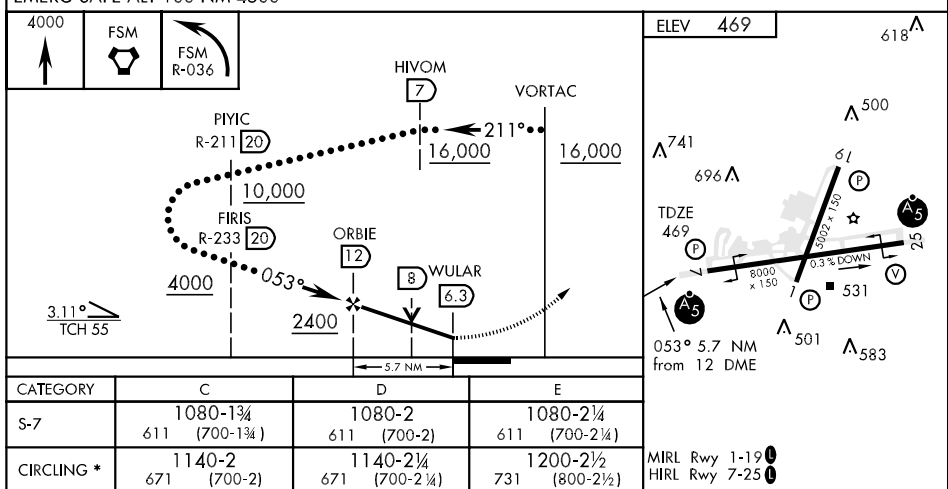 4000
FSM
FSM
R-036
HIVOM
7
VORTAC
PIYIC
R-211 20
211°
16,000
16,000
10,000
FIRIS
R-233 20
ORBIE
12
053°
4000
8
WULAR
6.3
2400
3.11°
TCH 55
5.7 NM
CATEGORY C D E
S-7 1080-1¾ 1080-2 1080-2¼
611 (700-1¾) 611 (700-2) 611 (700-2¼)
CIRCLING * 1140-2 1140-2¼ 1200-2½
671 (700-2) 671 (700-2¼) 731 (800-2½)
ELEV 469
618
500
741
696
19
P
TDZE
469
P
5002 x 150
A5
25
7
8000
x 150
0.3% DOWN
V
1
P
531
A5
501
583
053° 5.7 NM
from 12 DME
MIRL Rwy 1-19 L
HIRL Rwy 7-25 L